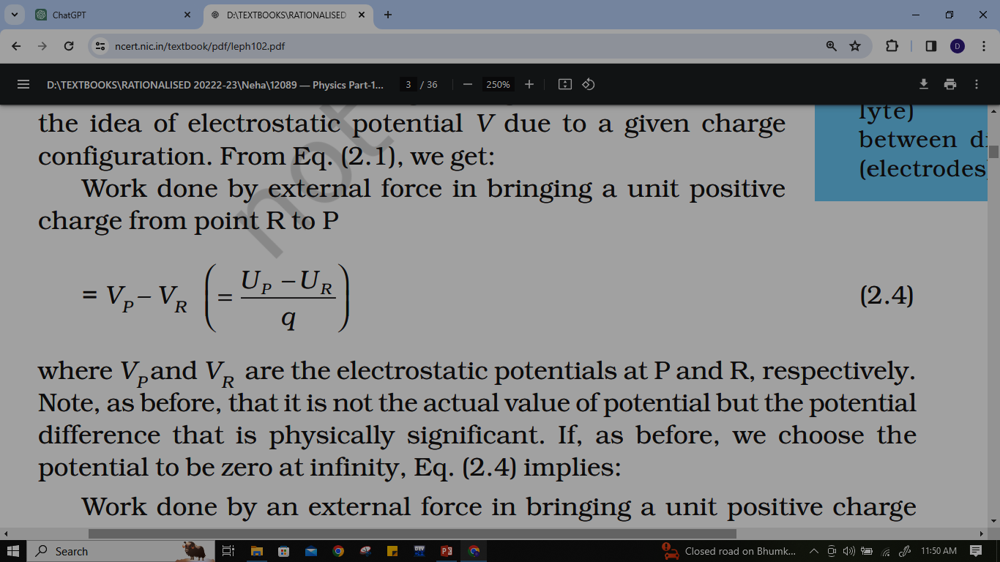 ChatGPT
D:\TEXTBOOKS\RATIONALISED
ncert.nic.in/textbook/pdf/leph102.pdf
D
D:\TEXTBOOKS\RATIONALISED 20222-23\Neha\12089 — Physics Part-1...
3 / 36
250%
the idea of electrostatic potential V due to a given charge
configuration. From Eq. (2.1), we get:
Work done by external force in bringing a unit positive
charge from point R to P
= V_P – V_R ( = (U_P – U_R) / q ) (2.4)
where V_P and V_R are the electrostatic potentials at P and R, respectively.
Note, as before, that it is not the actual value of potential but the potential
difference that is physically significant. If, as before, we choose the
potential to be zero at infinity, Eq. (2.4) implies:
Work done by an external force in bringing a unit positive charge
lyte)
between di
(electrodes
not
Search
DEV
Closed road on Bhumk...
11:50 AM